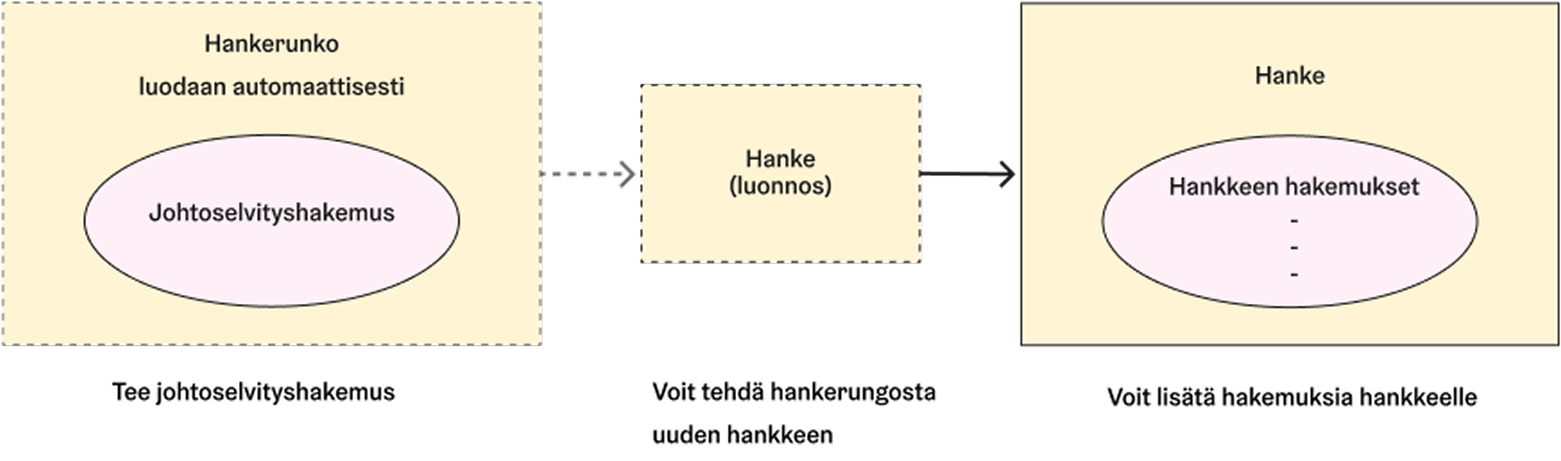 Hankerunko
luodaan automaattisesti
Johtoselvityshakemus
Tee johtoselvityshakemus
Hanke
(luonnos)
Voit tehdä hankerungosta
uuden hankkeen
Hanke
Hankkeen hakemukset
-
-
-
Voit lisätä hakemuksia hankkeelle